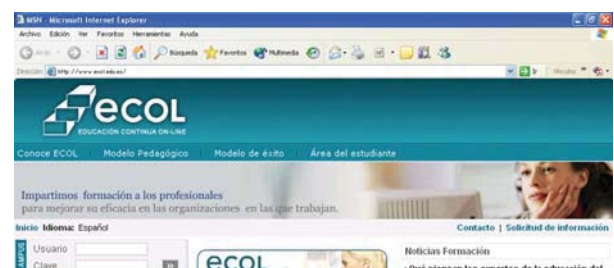 MSN - Microsoft Internet Explorer
Archivo Edición Ver Favoritos Herramientas Ayuda
Búsqueda Favoritos Multimedia
Dirección
Vínculos
ecol
EDUCACIÓN CONTINUA ON-LINE
Conoce ECOL Modelo Pedagógico Modelo de éxito Área del estudiante
Impartimos formación a los profesionales
para mejorar su eficacia en las organizaciones en las que trabajan.
Inicio Idioma: Español Contacto | Solicitud de información
CAMPUS
Usuario
Clave
ecol
Noticias Formación